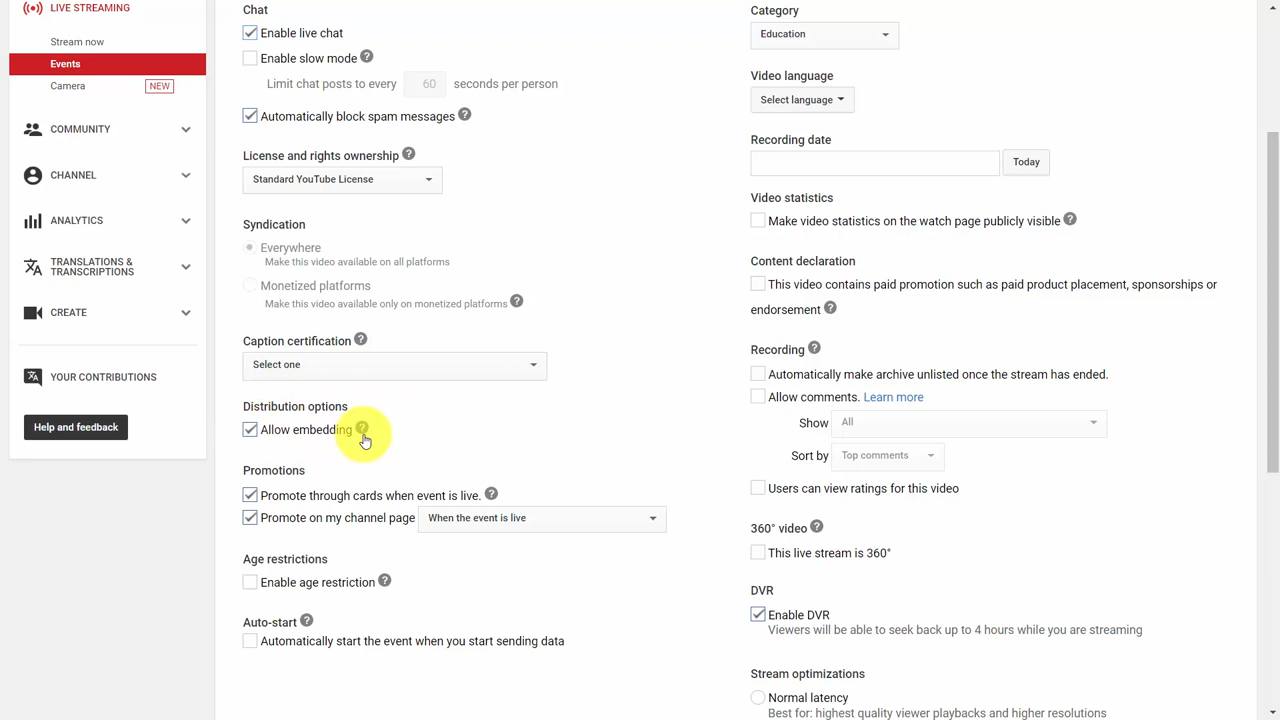 LIVE STREAMING
Stream now
Events
Camera NEW
COMMUNITY
CHANNEL
ANALYTICS
TRANSLATIONS &
TRANSCRIPTIONS
CREATE
YOUR CONTRIBUTIONS
Help and feedback
Chat
Enable live chat
Enable slow mode ?
Limit chat posts to every 60 seconds per person
Automatically block spam messages ?
License and rights ownership ?
Standard YouTube License
Syndication
Everywhere
Make this video available on all platforms
Monetized platforms
Make this video available only on monetized platforms ?
Caption certification ?
Select one
Distribution options
Allow embedding ?
Promotions
Promote through cards when event is live. ?
Promote on my channel page When the event is live
Age restrictions
Enable age restriction ?
Auto-start ?
Automatically start the event when you start sending data
Category
Education
Video language
Select language
Recording date
Today
Video statistics
Make video statistics on the watch page publicly visible ?
Content declaration
This video contains paid promotion such as paid product placement, sponsorships or
endorsement ?
Recording ?
Automatically make archive unlisted once the stream has ended.
Allow comments. Learn more
Show All
Sort by Top comments
Users can view ratings for this video
360° video ?
This live stream is 360°
DVR
Enable DVR
Viewers will be able to seek back up to 4 hours while you are streaming
Stream optimizations
Normal latency
Best for: highest quality viewer playbacks and higher resolutions